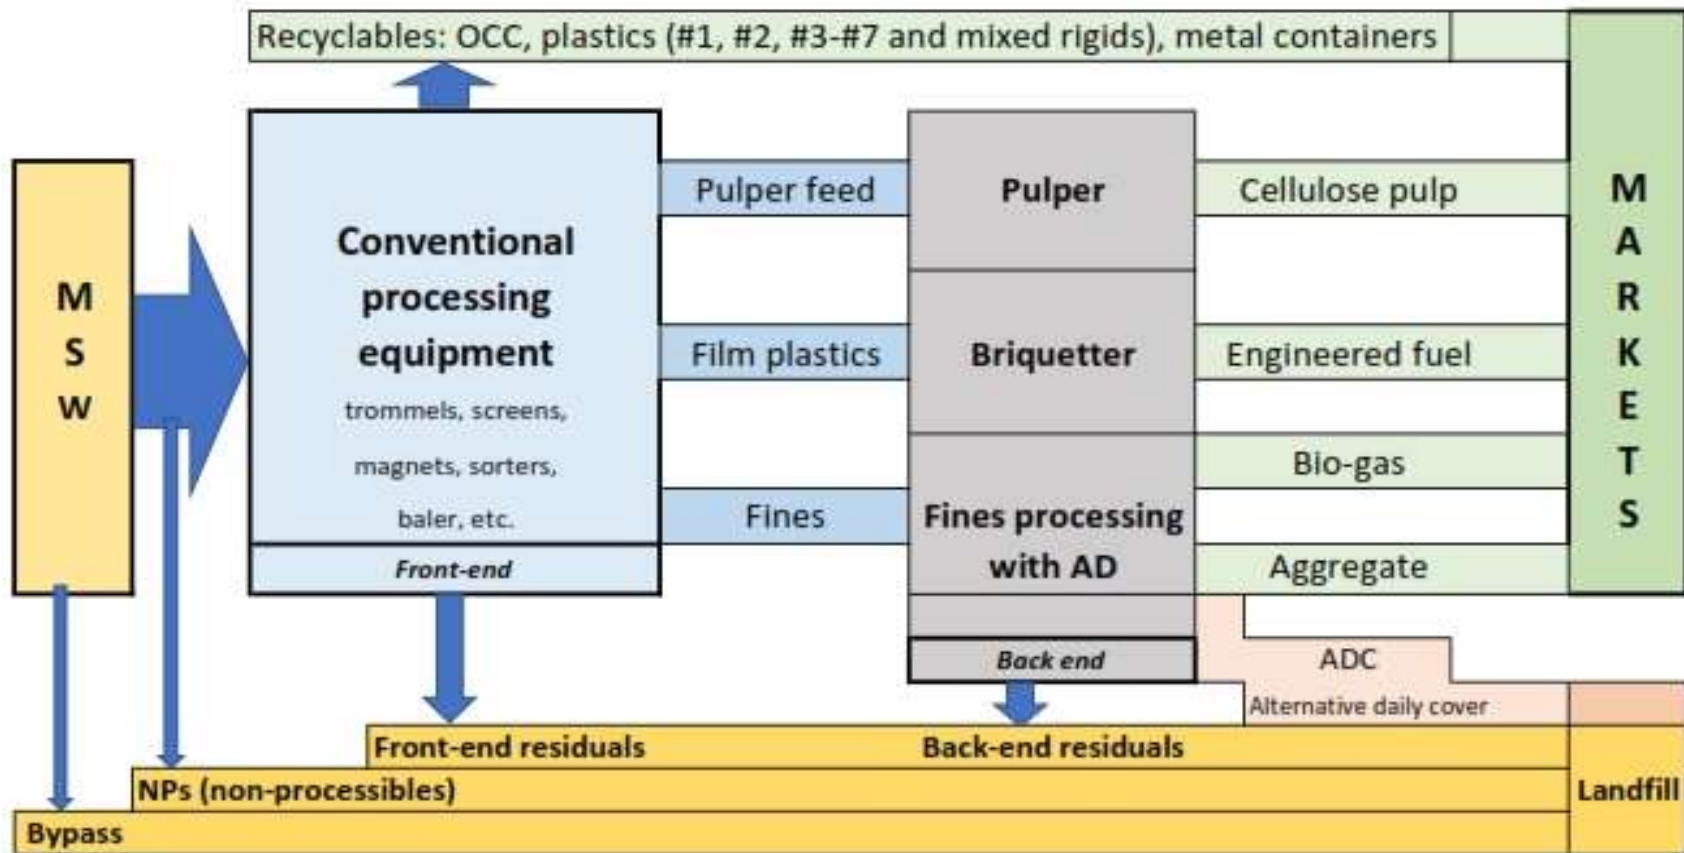 Recyclables: OCC, plastics (#1, #2, #3-#7 and mixed rigids), metal containers
MSW
Conventional
processing
equipment
trommels, screens,
magnets, sorters,
baler, etc.
Front-end
Pulper feed
Film plastics
Fines
Pulper
Briquetter
Fines processing
with AD
Back end
Cellulose pulp
Engineered fuel
Bio-gas
Aggregate
MARKETS
ADC
Alternative daily cover
Front-end residuals
Back-end residuals
NPs (non-processibles)
Bypass
Landfill